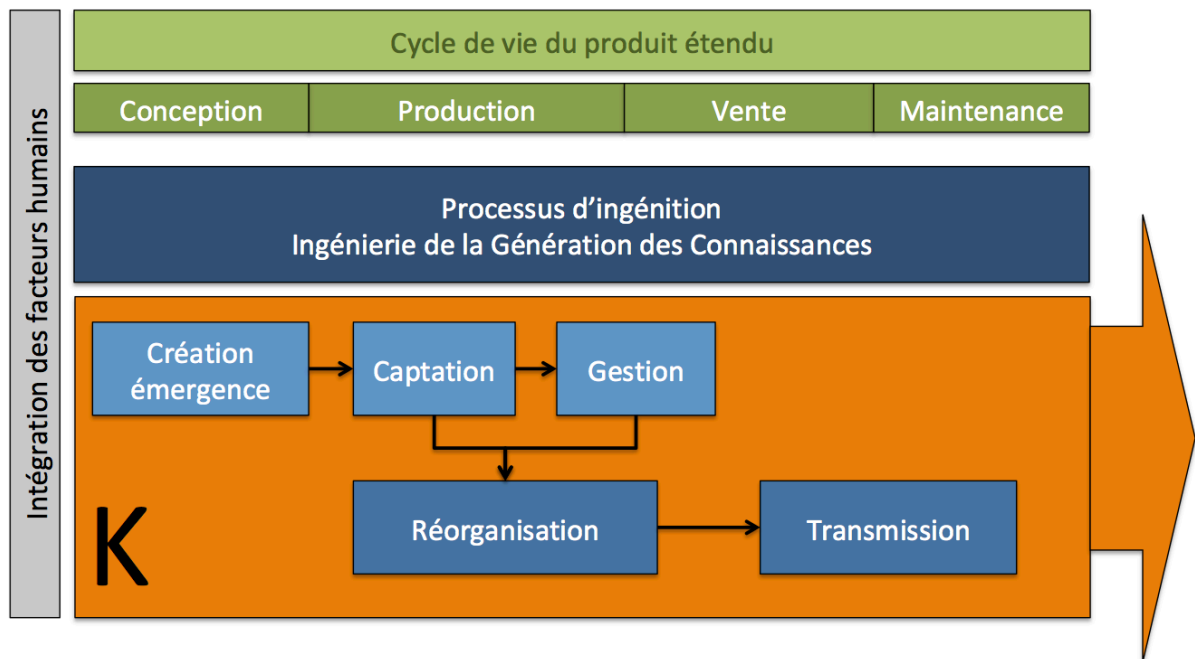 Intégration des facteurs humains
Cycle de vie du produit étendu
Conception
Production
Vente
Maintenance
Processus d'ingénition
Ingénierie de la Génération des Connaissances
Création
émergence
Captation
Gestion
K
Réorganisation
Transmission